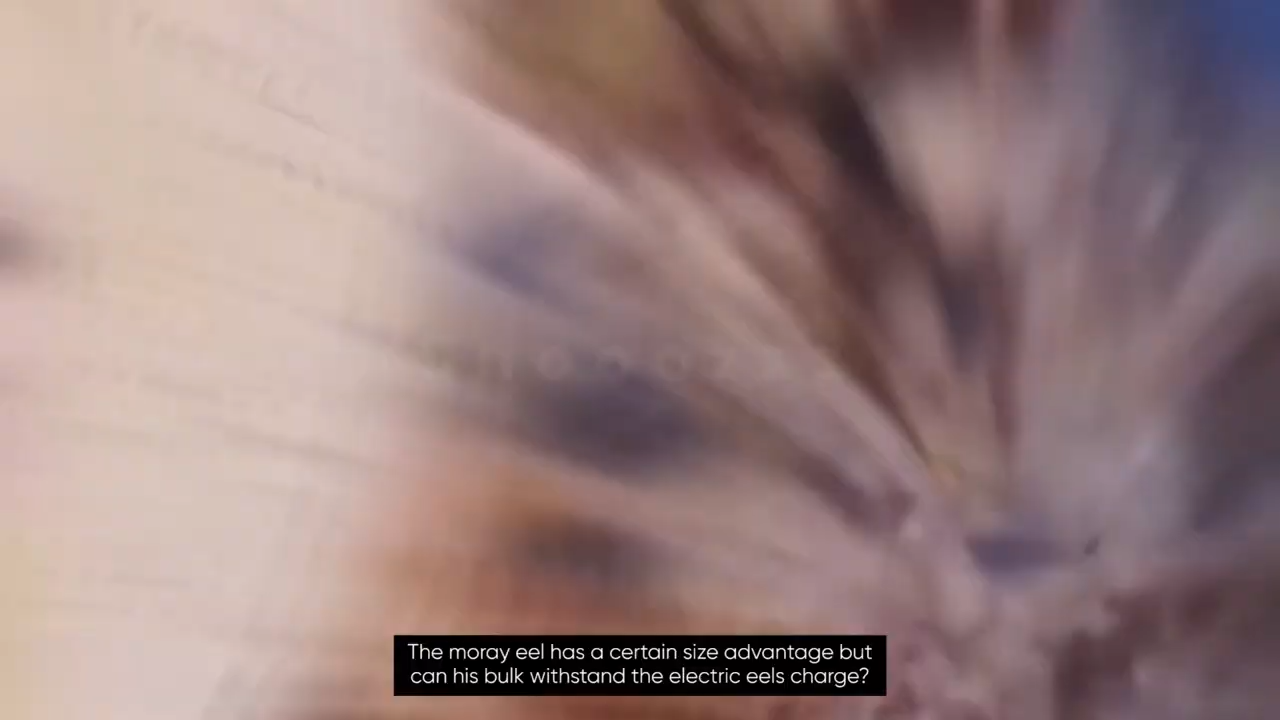 The moray eel has a certain size advantage but
can his bulk withstand the electric eels charge?